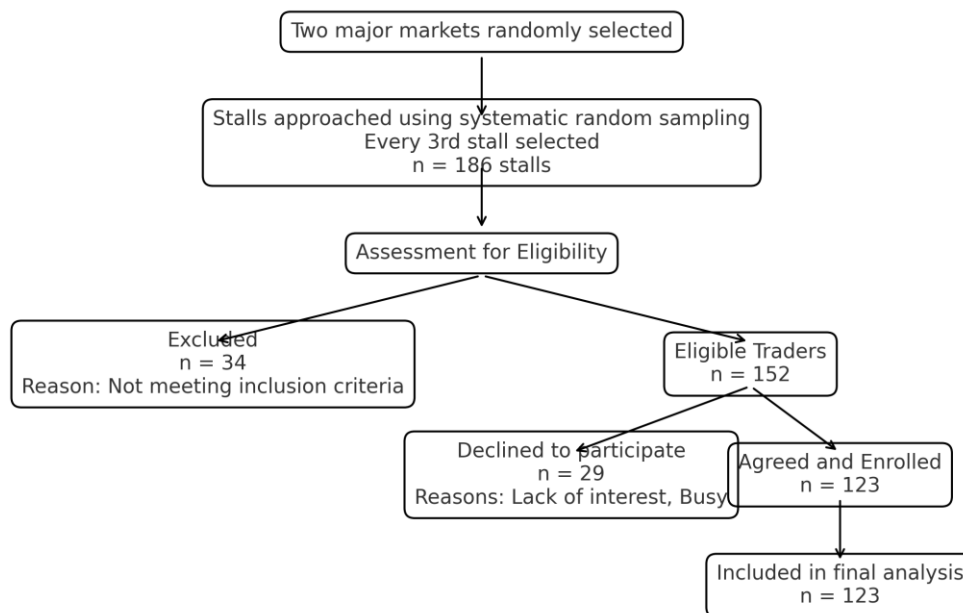 Two major markets randomly selected
Stalls approached using systematic random sampling
Every 3rd stall selected
n = 186 stalls
Assessment for Eligibility
Excluded
n = 34
Reason: Not meeting inclusion criteria
Eligible Traders
n = 152
Declined to participate
n = 29
Reasons: Lack of interest, Busy
Agreed and Enrolled
n = 123
Included in final analysis
n = 123